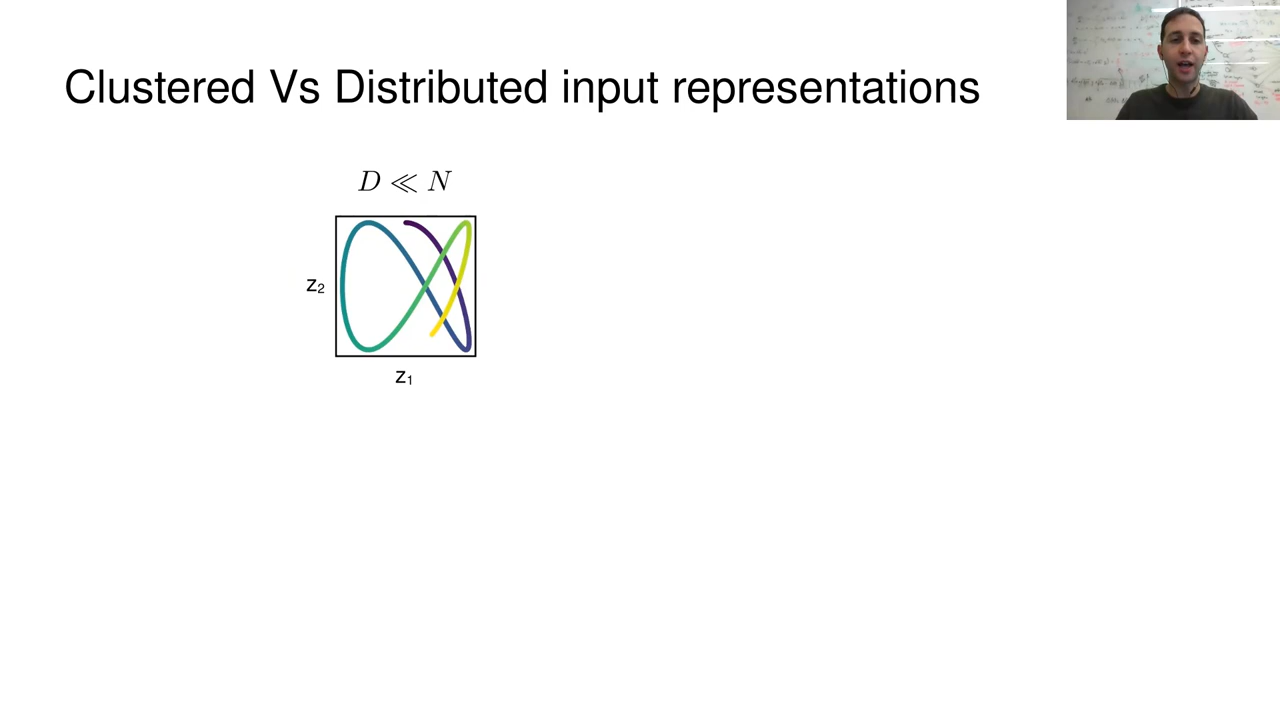 Clustered Vs Distributed input representations
D ≪ N
z₂
z₁